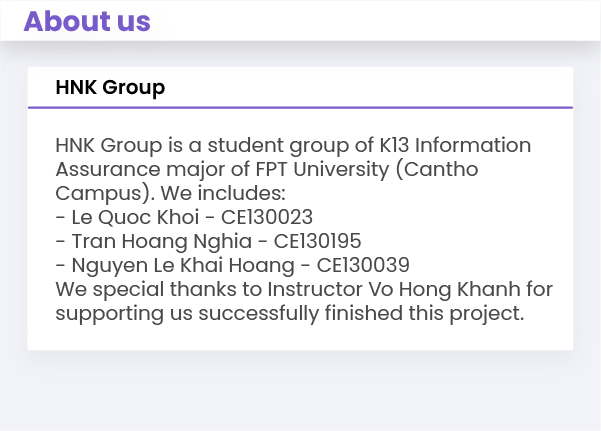 About us
HNK Group
HNK Group is a student group of K13 Information
Assurance major of FPT University (Cantho
Campus). We includes:
- Le Quoc Khoi - CE130023
- Tran Hoang Nghia - CE130195
- Nguyen Le Khai Hoang - CE130039
We special thanks to Instructor Vo Hong Khanh for
supporting us successfully finished this project.